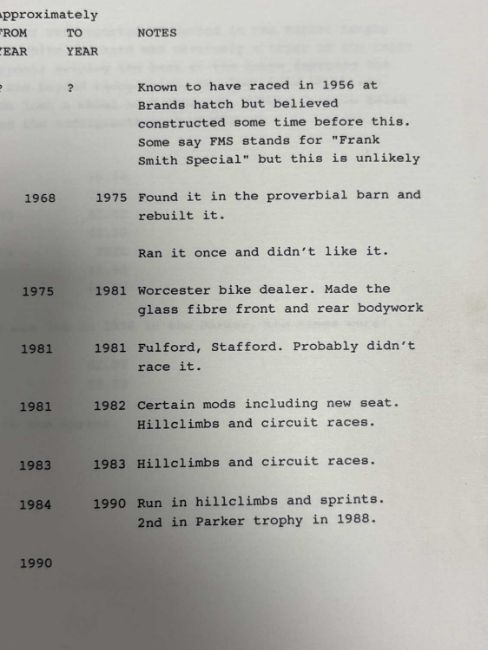 Approximately
FROM TO NOTES
YEAR YEAR
? ? Known to have raced in 1956 at
Brands hatch but believed
constructed some time before this.
Some say FMS stands for "Frank
Smith Special" but this is unlikely
1968 1975 Found it in the proverbial barn and
rebuilt it.
Ran it once and didn't like it.
1975 1981 Worcester bike dealer. Made the
glass fibre front and rear bodywork
1981 1981 Fulford, Stafford. Probably didn't
race it.
1981 1982 Certain mods including new seat.
Hillclimbs and circuit races.
1983 1983 Hillclimbs and circuit races.
1984 1990 Run in hillclimbs and sprints.
2nd in Parker trophy in 1988.
1990